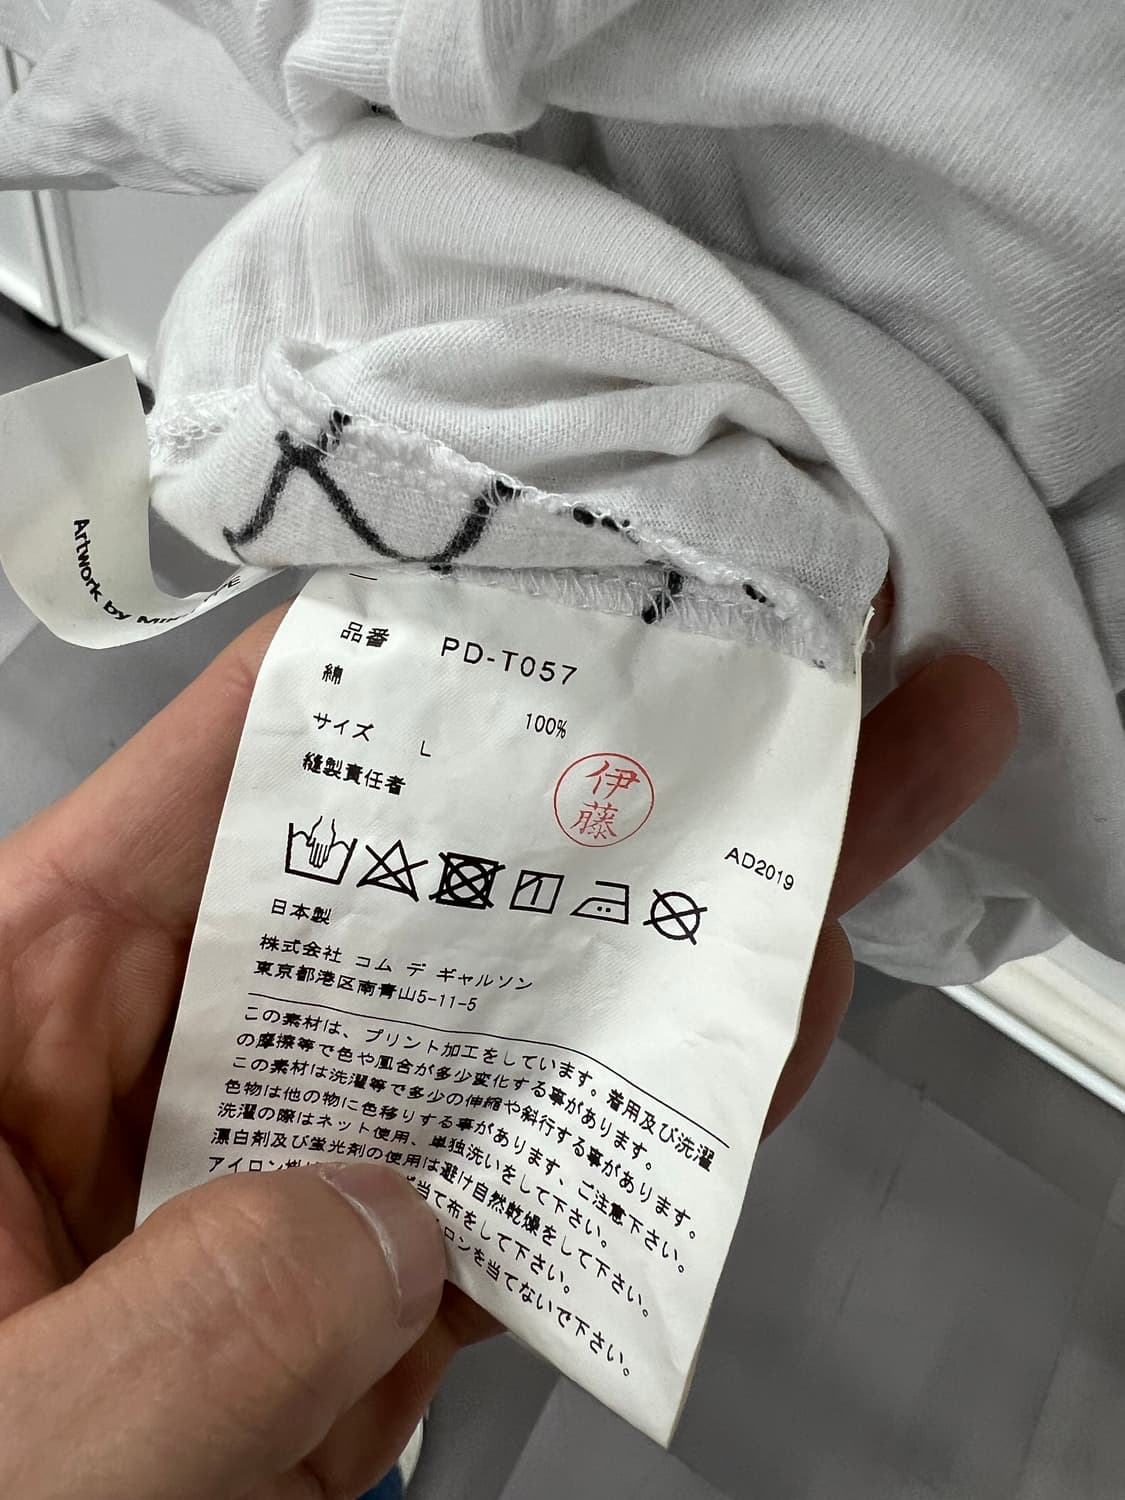 Artwork by
品番 PD-T057
綿 100%
サイズ L
縫製責任者
伊藤
AD2019
日本製
株式会社 コム デ ギャルソン
東京都港区南青山5-11-5
この素材は、プリント加工をしています。着用及び洗濯
の摩擦等で色や風合が多少変化する事があります。
この素材は洗濯等で多少の伸縮や斜行する事があります。
色物は他の物に色移りする事があります、ご注意下さい。
洗濯の際はネット使用、単独洗いをして下さい。
漂白剤及び蛍光剤の使用は避け自然乾燥をして下さい。
アイロン 当て布をして下さい。
ロンを当てないで下さい。